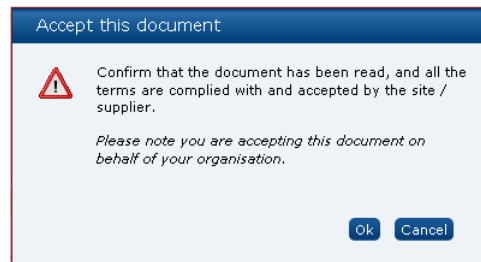 Accept this document
Confirm that the document has been read, and all the
terms are complied with and accepted by the site /
supplier.
Please note you are accepting this document on
behalf of your organisation.
Ok Cancel